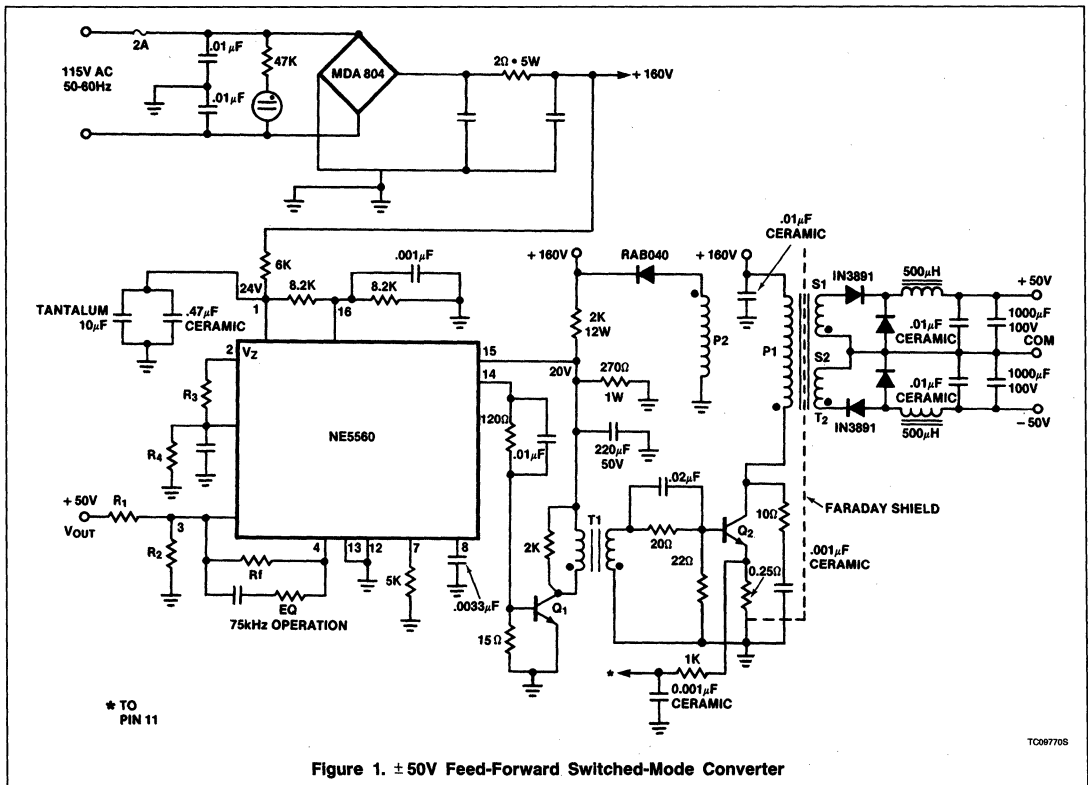 2A
.01μF
47K
MDA 804
2Ω • 5W
+ 160V
115V AC
50-60Hz
.01μF
6K
24V
8.2K
.001μF
8.2K
1
16
TANTALUM
10μF
.47μF
CERAMIC
+ 160V
RAB040
+ 160V
.01μF
CERAMIC
2K
12W
P2
P1
S1
IN3891
500μH
+ 50V
.01μF
CERAMIC
1000μF
100V
COM
S2
.01μF
CERAMIC
1000μF
100V
T2
IN3891
500μH
− 50V
2
VZ
15
20V
14
270Ω
1W
R3
NE5560
120Ω
.01μF
220μF
50V
R4
+ 50V
VOUT
R1
3
R2
4
13
12
7
8
Rf
EQ
75kHz OPERATION
5K
.0033μF
2K
T1
.02μF
20Ω
22Ω
Q2
10Ω
FARADAY SHIELD
0.25Ω
.001μF
CERAMIC
Q1
15Ω
*
1K
0.001μF
CERAMIC
* TO
PIN 11
TC09770S
Figure 1. ± 50V Feed-Forward Switched-Mode Converter